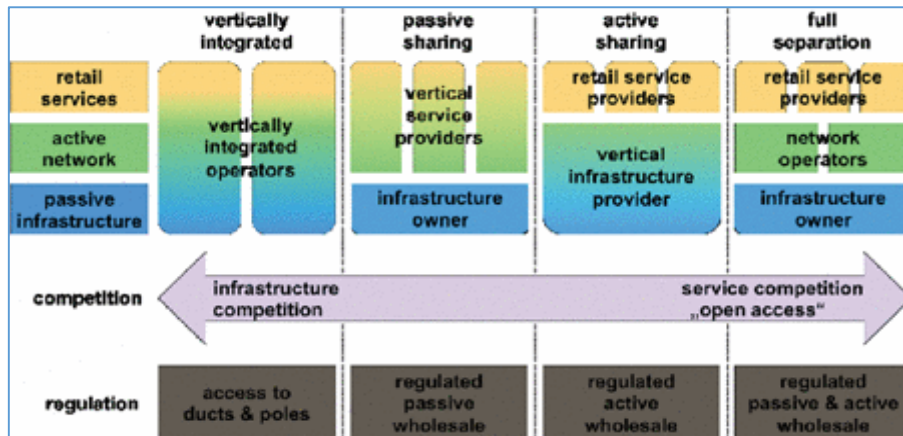 vertically integrated
passive sharing
active sharing
full separation
retail services
active network
passive infrastructure
vertically integrated operators
vertical service providers
infrastructure owner
retail service providers
vertical infrastructure provider
retail service providers
network operators
infrastructure owner
competition
infrastructure competition
service competition
„open access“
regulation
access to ducts & poles
regulated passive wholesale
regulated active wholesale
regulated passive & active wholesale